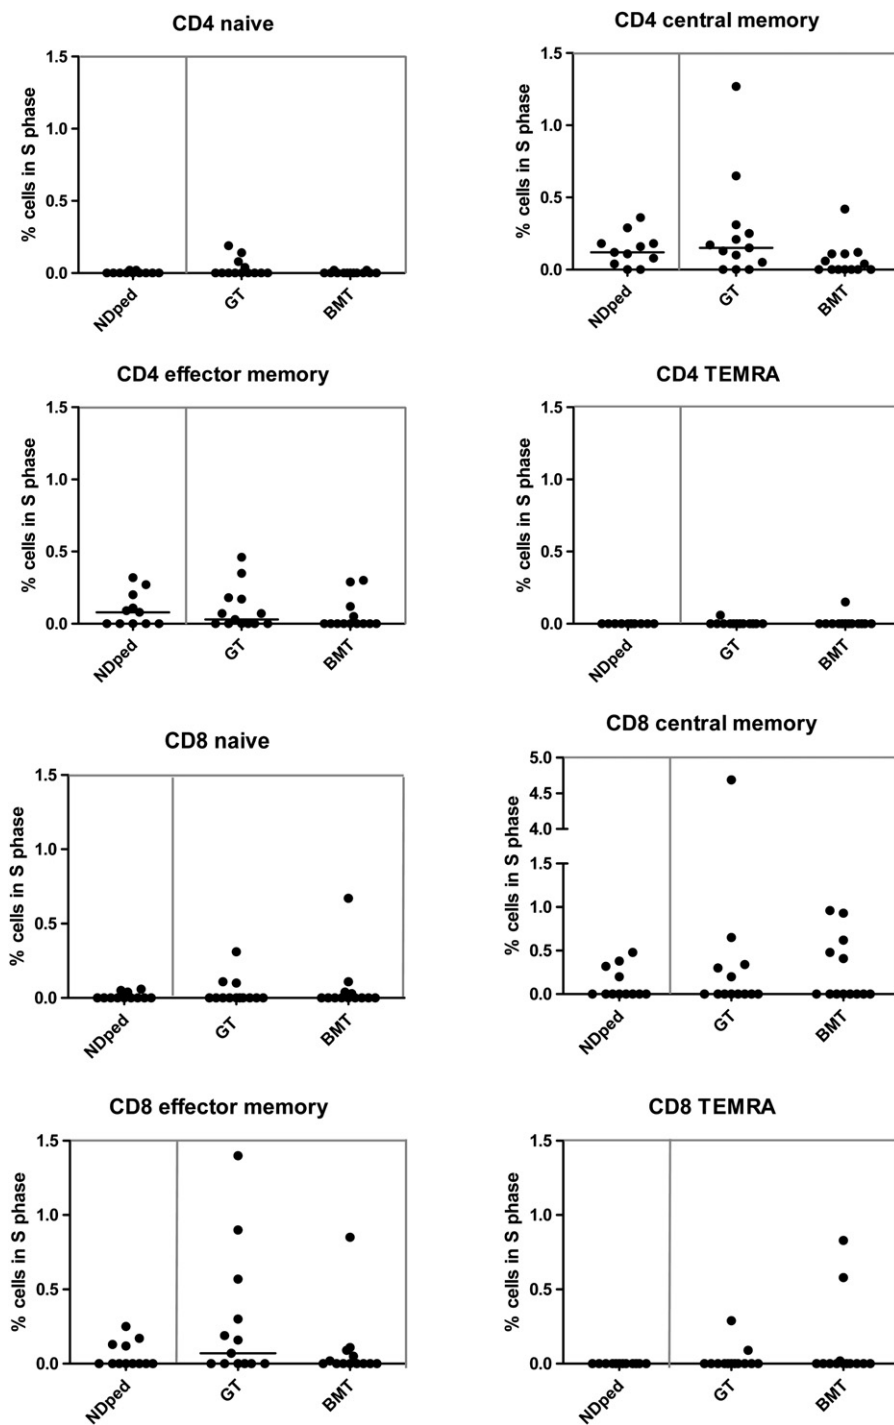 CD4 naive
% cells in S phase
1.5
1.0
0.5
0.0
NDped
GT
BMT
CD4 central memory
% cells in S phase
1.5
1.0
0.5
0.0
NDped
GT
BMT
CD4 effector memory
% cells in S phase
1.5
1.0
0.5
0.0
NDped
GT
BMT
CD4 TEMRA
% cells in S phase
1.5
1.0
0.5
0.0
NDped
GT
BMT
CD8 naive
% cells in S phase
1.5
1.0
0.5
0.0
NDped
GT
BMT
CD8 central memory
% cells in S phase
5.0
4.5
4.0
1.5
1.0
0.5
0.0
NDped
GT
BMT
CD8 effector memory
% cells in S phase
1.5
1.0
0.5
0.0
NDped
GT
BMT
CD8 TEMRA
% cells in S phase
1.5
1.0
0.5
0.0
NDped
GT
BMT